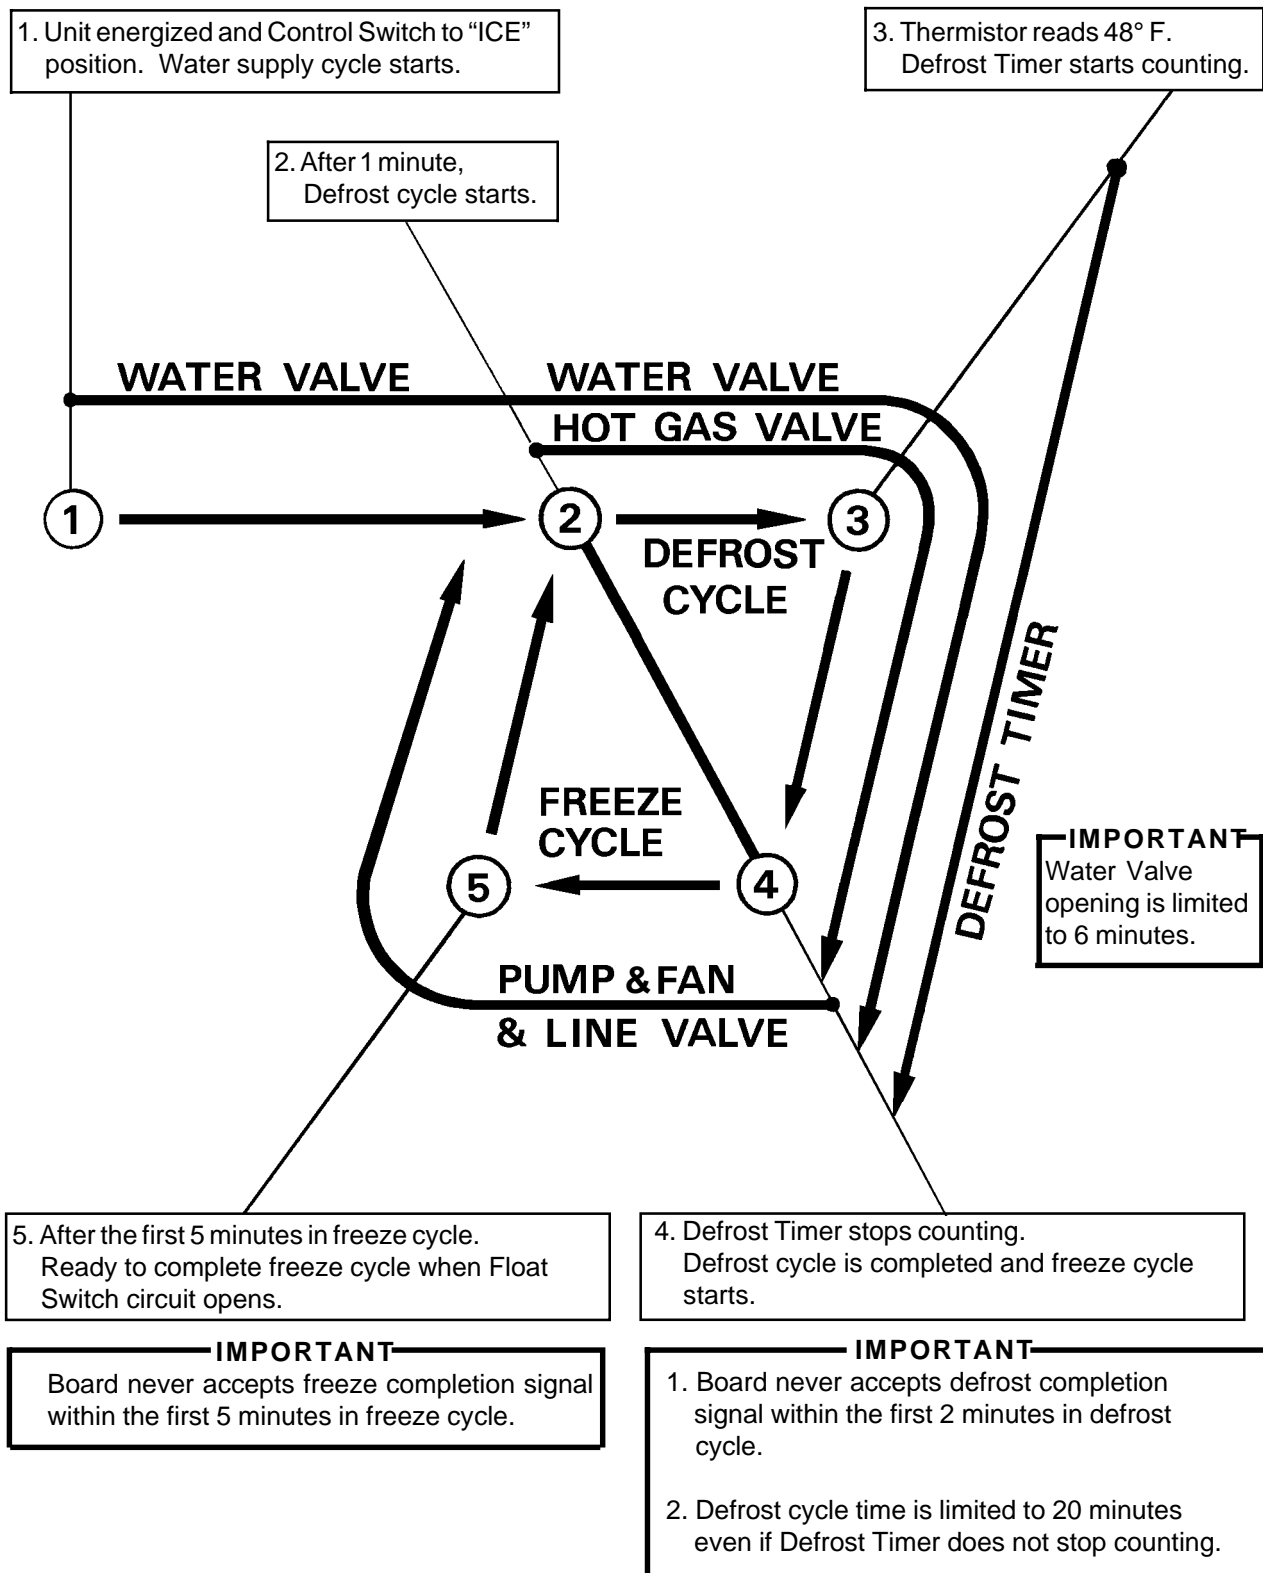 1. Unit energized and Control Switch to “ICE”
position. Water supply cycle starts.
3. Thermistor reads 48° F.
Defrost Timer starts counting.
2. After 1 minute,
Defrost cycle starts.
WATER VALVE
WATER VALVE
HOT GAS VALVE
1
2
3
DEFROST
CYCLE
DEFROST TIMER
FREEZE
CYCLE
5
4
IMPORTANT
Water Valve
opening is limited
to 6 minutes.
PUMP & FAN
& LINE VALVE
5. After the first 5 minutes in freeze cycle.
Ready to complete freeze cycle when Float
Switch circuit opens.
4. Defrost Timer stops counting.
Defrost cycle is completed and freeze cycle
starts.
IMPORTANT
Board never accepts freeze completion signal
within the first 5 minutes in freeze cycle.
IMPORTANT
1. Board never accepts defrost completion
signal within the first 2 minutes in defrost
cycle.
2. Defrost cycle time is limited to 20 minutes
even if Defrost Timer does not stop counting.